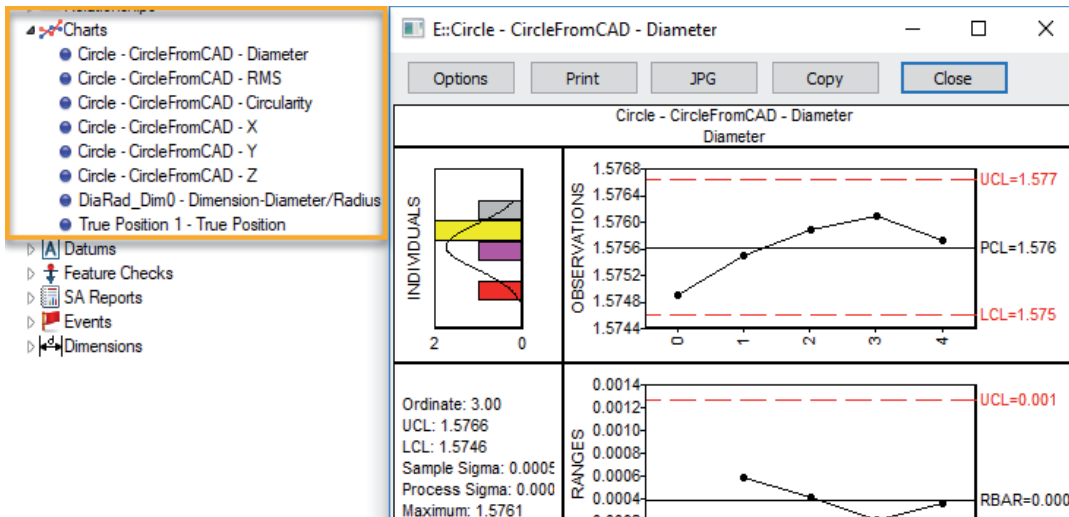 Charts
Circle - CircleFromCAD - Diameter
Circle - CircleFromCAD - RMS
Circle - CircleFromCAD - Circularity
Circle - CircleFromCAD - X
Circle - CircleFromCAD - Y
Circle - CircleFromCAD - Z
DiaRad_Dim0 - Dimension-Diameter/Radius
True Position 1 - True Position
Datums
Feature Checks
SA Reports
Events
Dimensions
E::Circle - CircleFromCAD - Diameter
Options Print JPG Copy Close
Circle - CircleFromCAD - Diameter
Diameter
INDIVIDUALS
2 0
OBSERVATIONS
1.5768
1.5764
1.5760
1.5756
1.5752
1.5748
1.5744
0 1 2 3 4
UCL=1.577
PCL=1.576
LCL=1.575
Ordinate: 3.00
UCL: 1.5766
LCL: 1.5746
Sample Sigma: 0.0005
Process Sigma: 0.000
Maximum: 1.5761
RANGES
0.0014
0.0012
0.0010
0.0008
0.0006
0.0004
UCL=0.001
RBAR=0.000